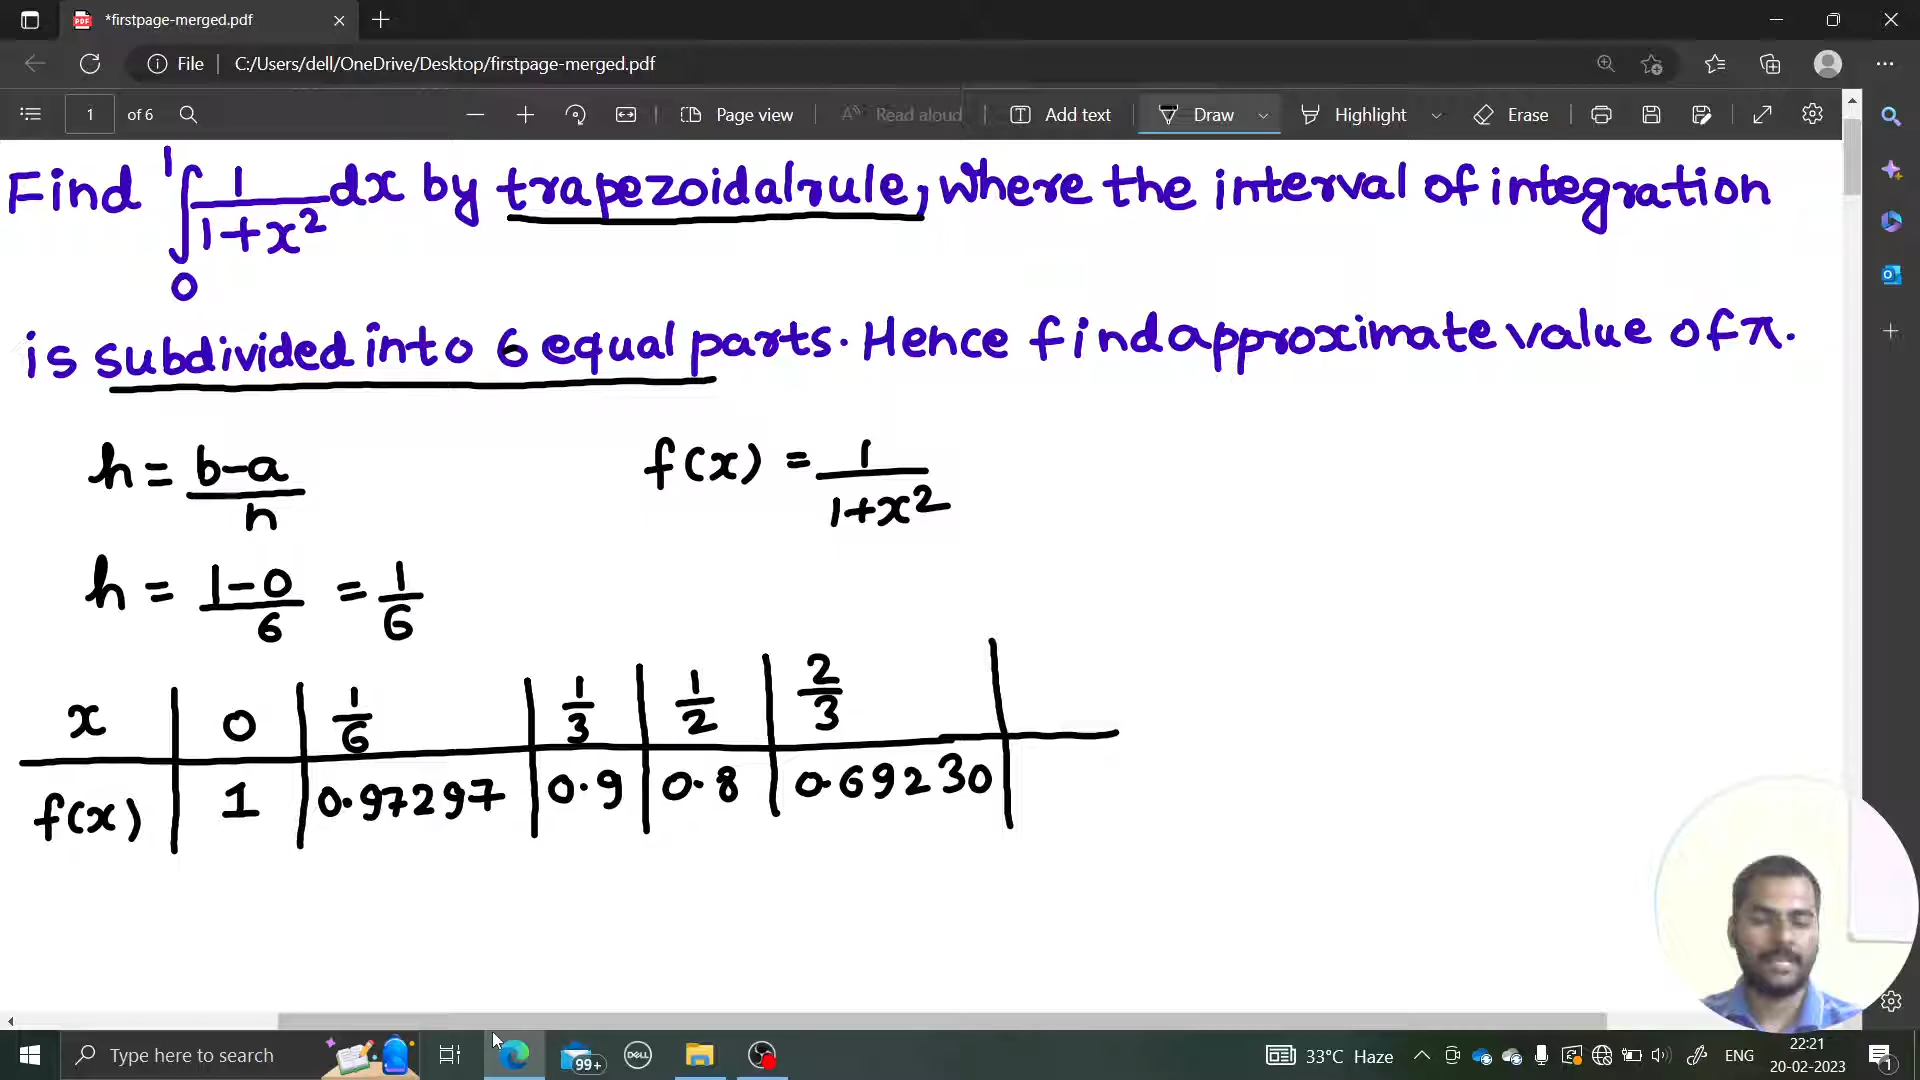 *firstpage-merged.pdf
File C:/Users/dell/OneDrive/Desktop/firstpage-merged.pdf
1 of 6 Page view Read aloud Add text Draw Highlight Erase
Find ∫₀¹ 1/(1+x²) dx by trapezoidal rule, where the interval of integration
is subdivided into 6 equal parts. Hence find approximate value of π.
h = (b-a)/n f(x) = 1/(1+x²)
h = (1-0)/6 = 1/6
x 0 1/6 1/3 1/2 2/3
f(x) 1 0.97297 0.9 0.8 0.69230
Type here to search 99+ DELL 33°C Haze ENG 22:21 20-02-2023 1